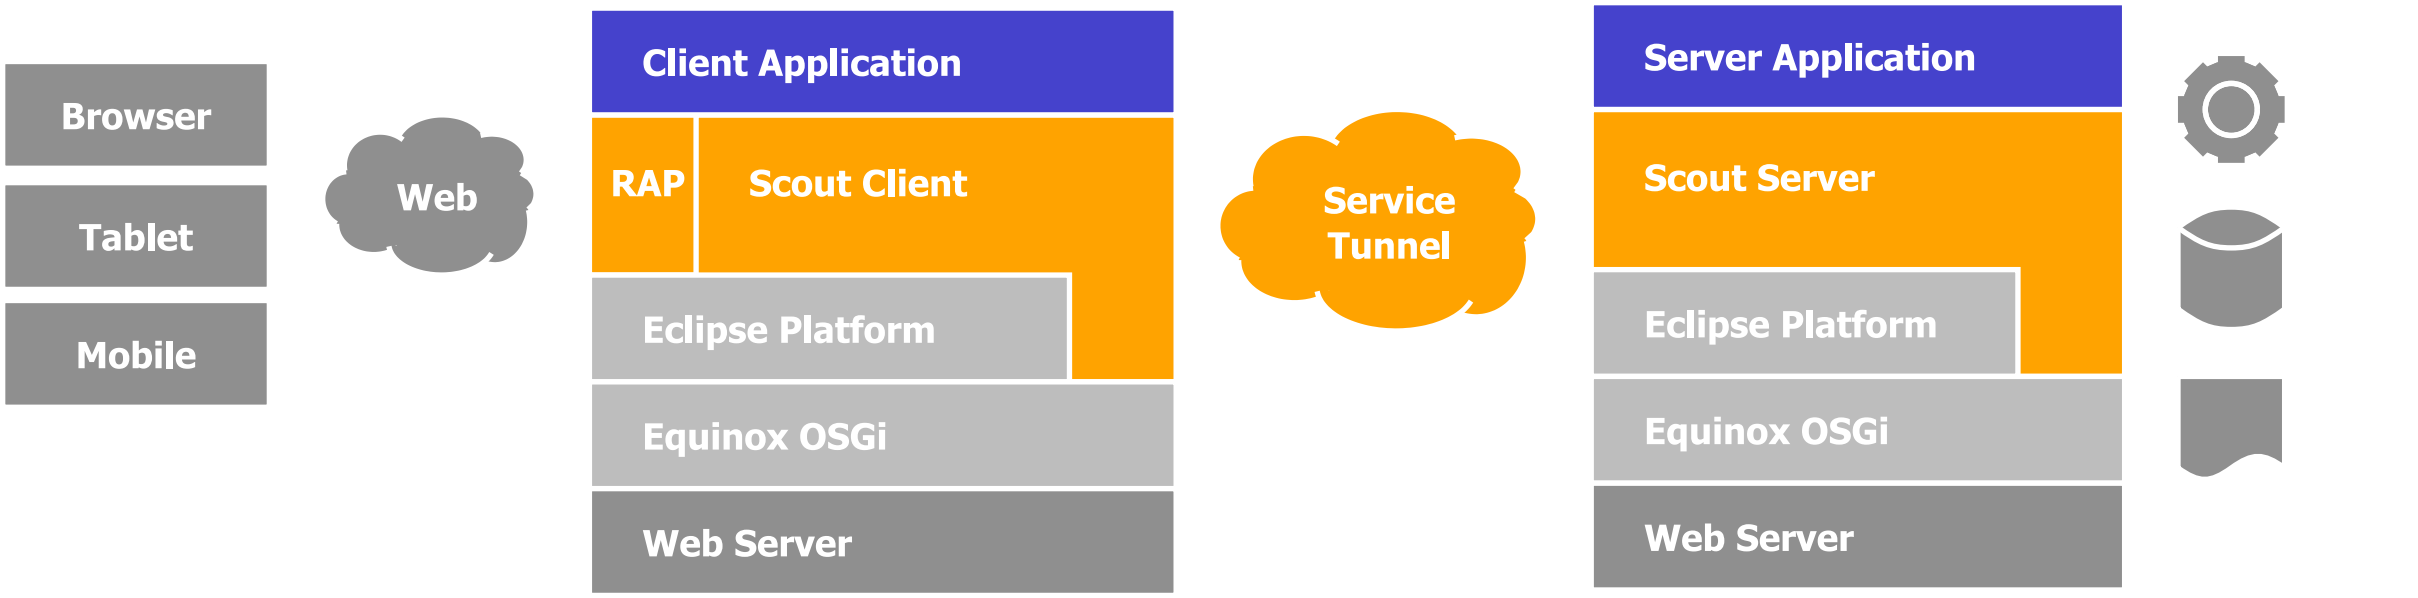 Browser
Tablet
Mobile
Web
Client Application
RAP
Scout Client
Eclipse Platform
Equinox OSGi
Web Server
Service
Tunnel
Server Application
Scout Server
Eclipse Platform
Equinox OSGi
Web Server